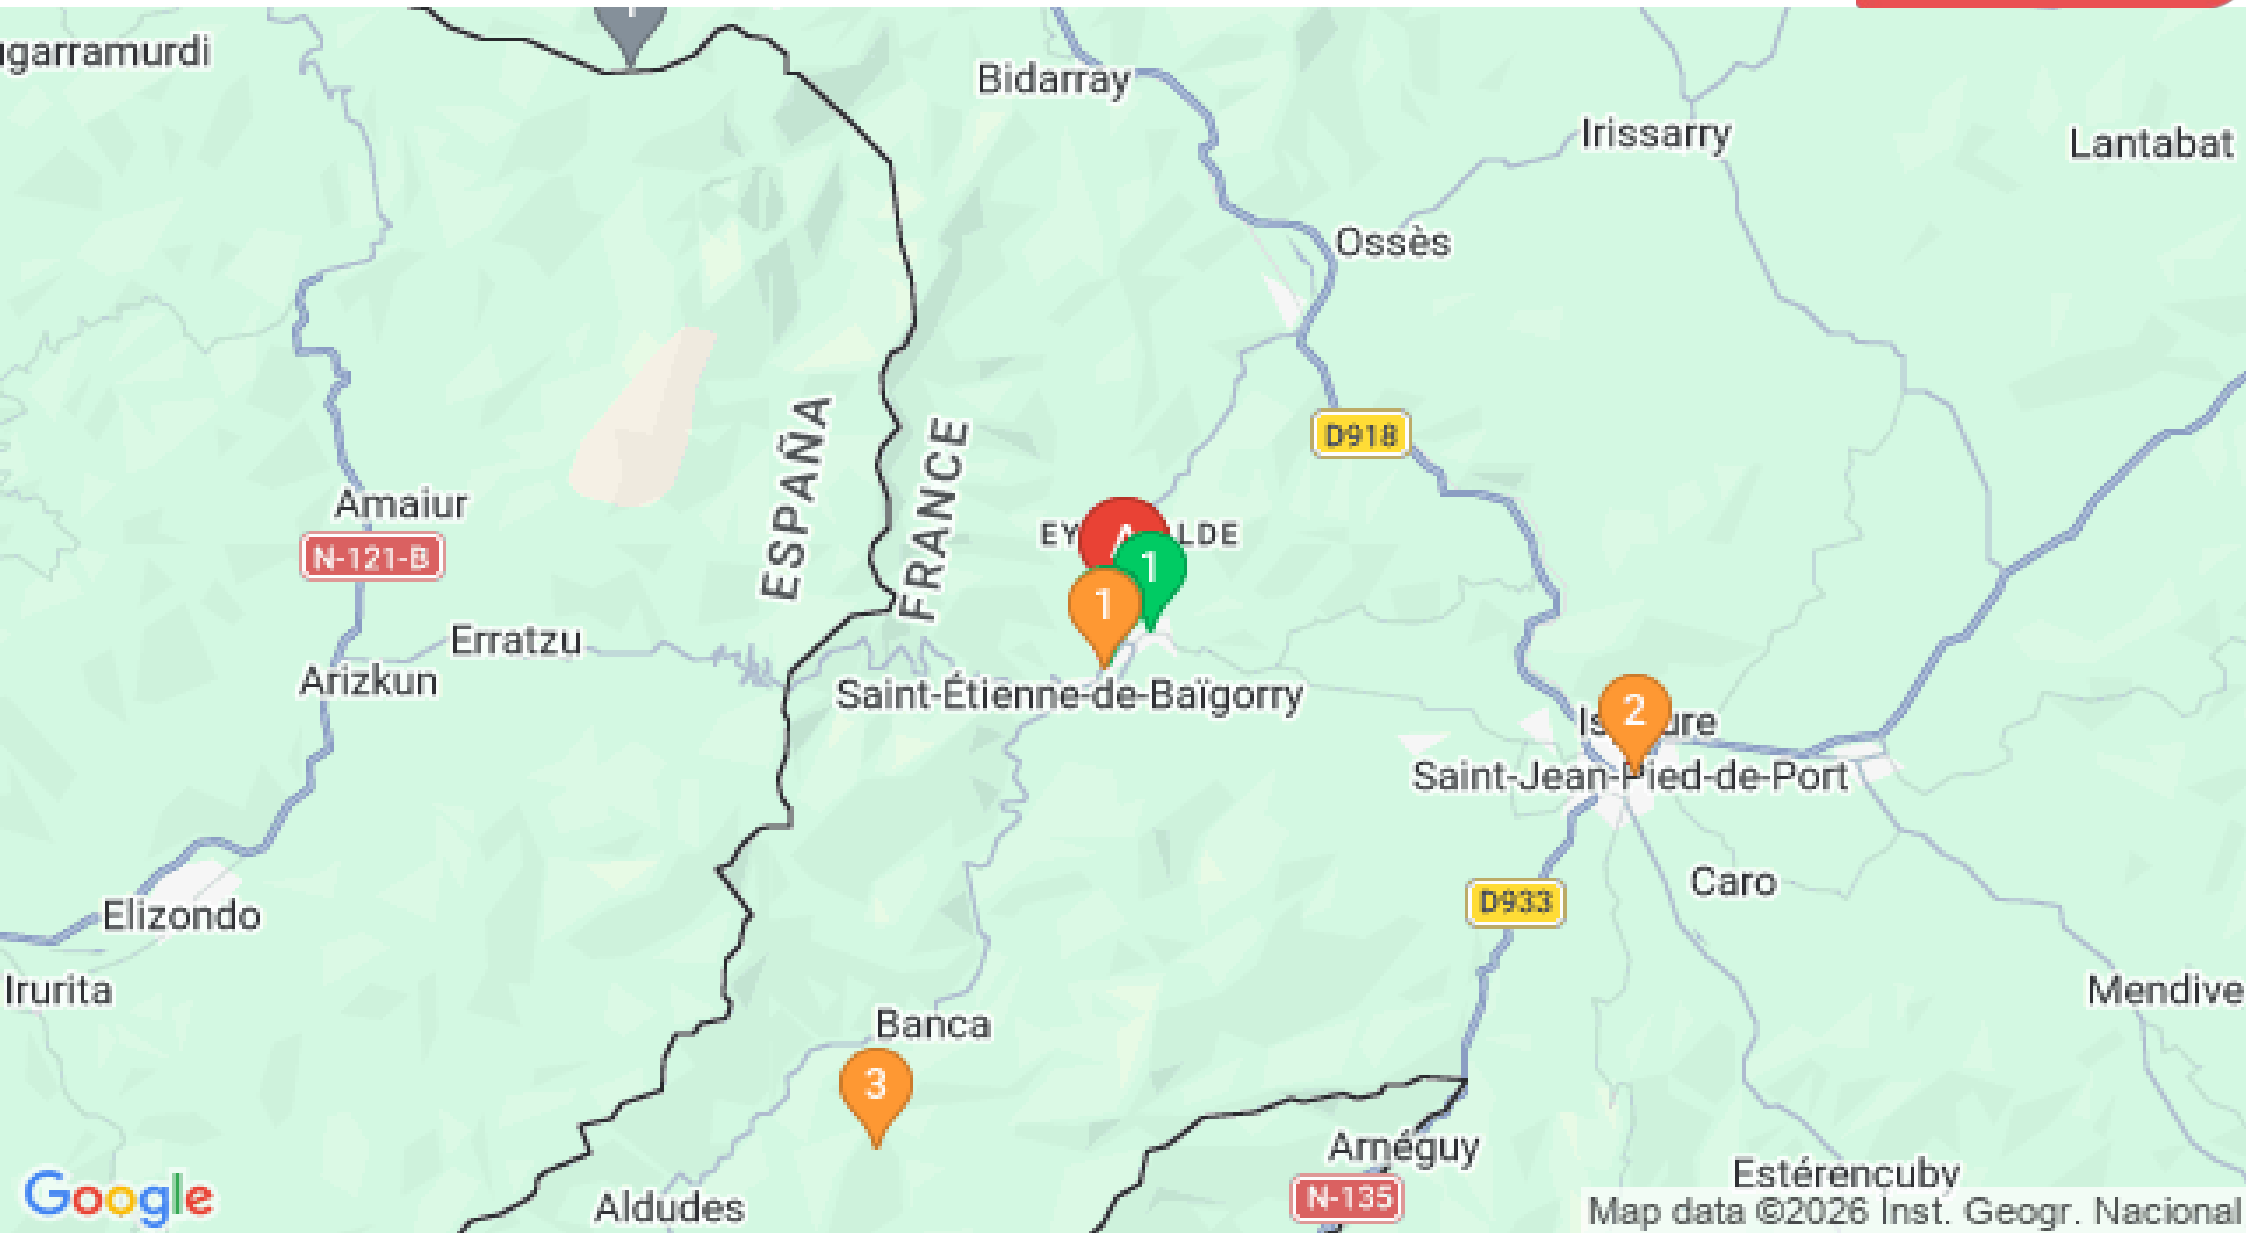 Bidarray
Irissarry
Lantabat
Ossès
D918
ESPAÑA
FRANCE
Amaiur
N-121-B
A
1
1
Erratzu
Arizkun
Saint-Étienne-de-Baïgorry
2
Saint-Jean-Pied-de-Port
Caro
D933
Elizondo
Irurita
Mendive
Banca
3
Arnéguy
N-135
Estérençuby
Aldudes
Google
Map data ©2026 Inst. Geogr. Nacional